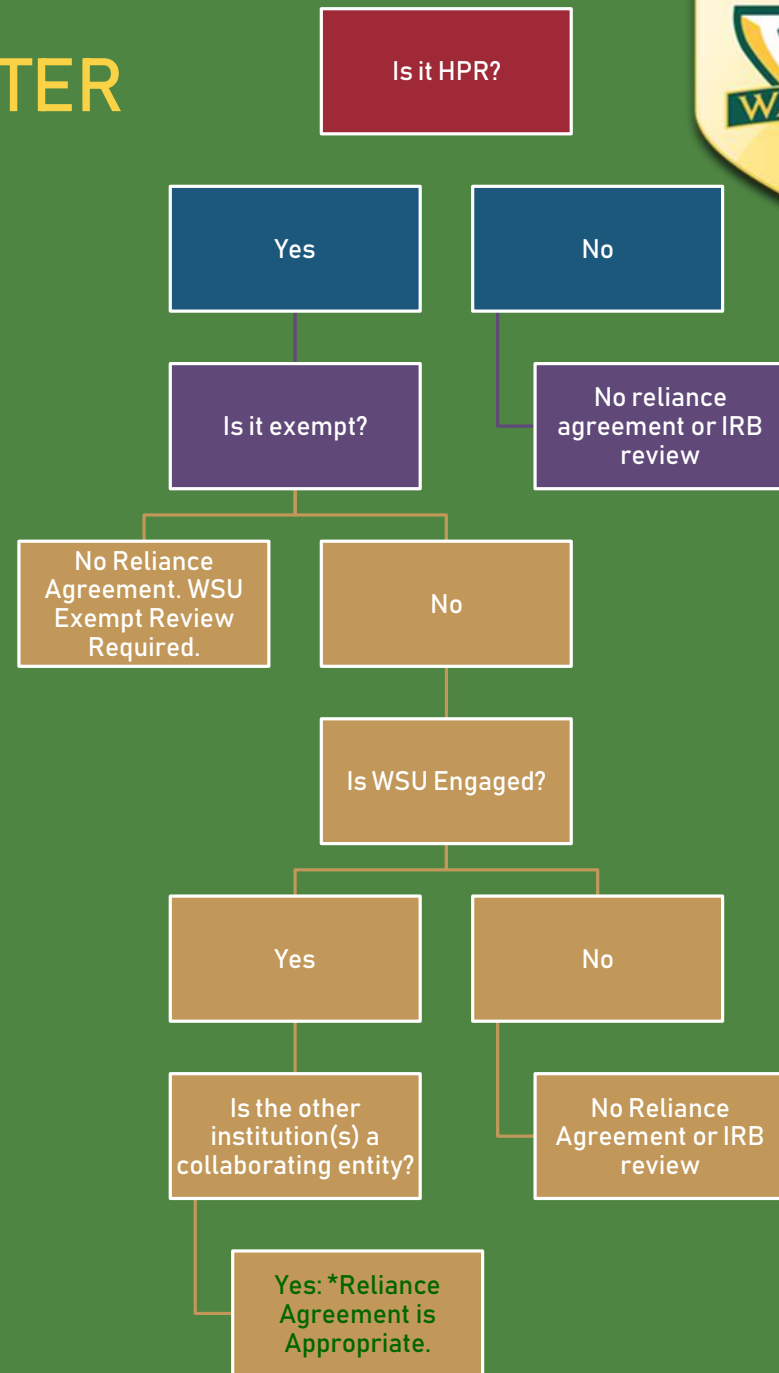 TER
Is it HPR?
Yes
No
Is it exempt?
No reliance
agreement or IRB
review
No Reliance
Agreement. WSU
Exempt Review
Required.
No
Is WSU Engaged?
Yes
No
Is the other
institution(s) a
collaborating entity?
No Reliance
Agreement or IRB
review
Yes: *Reliance
Agreement is
Appropriate.